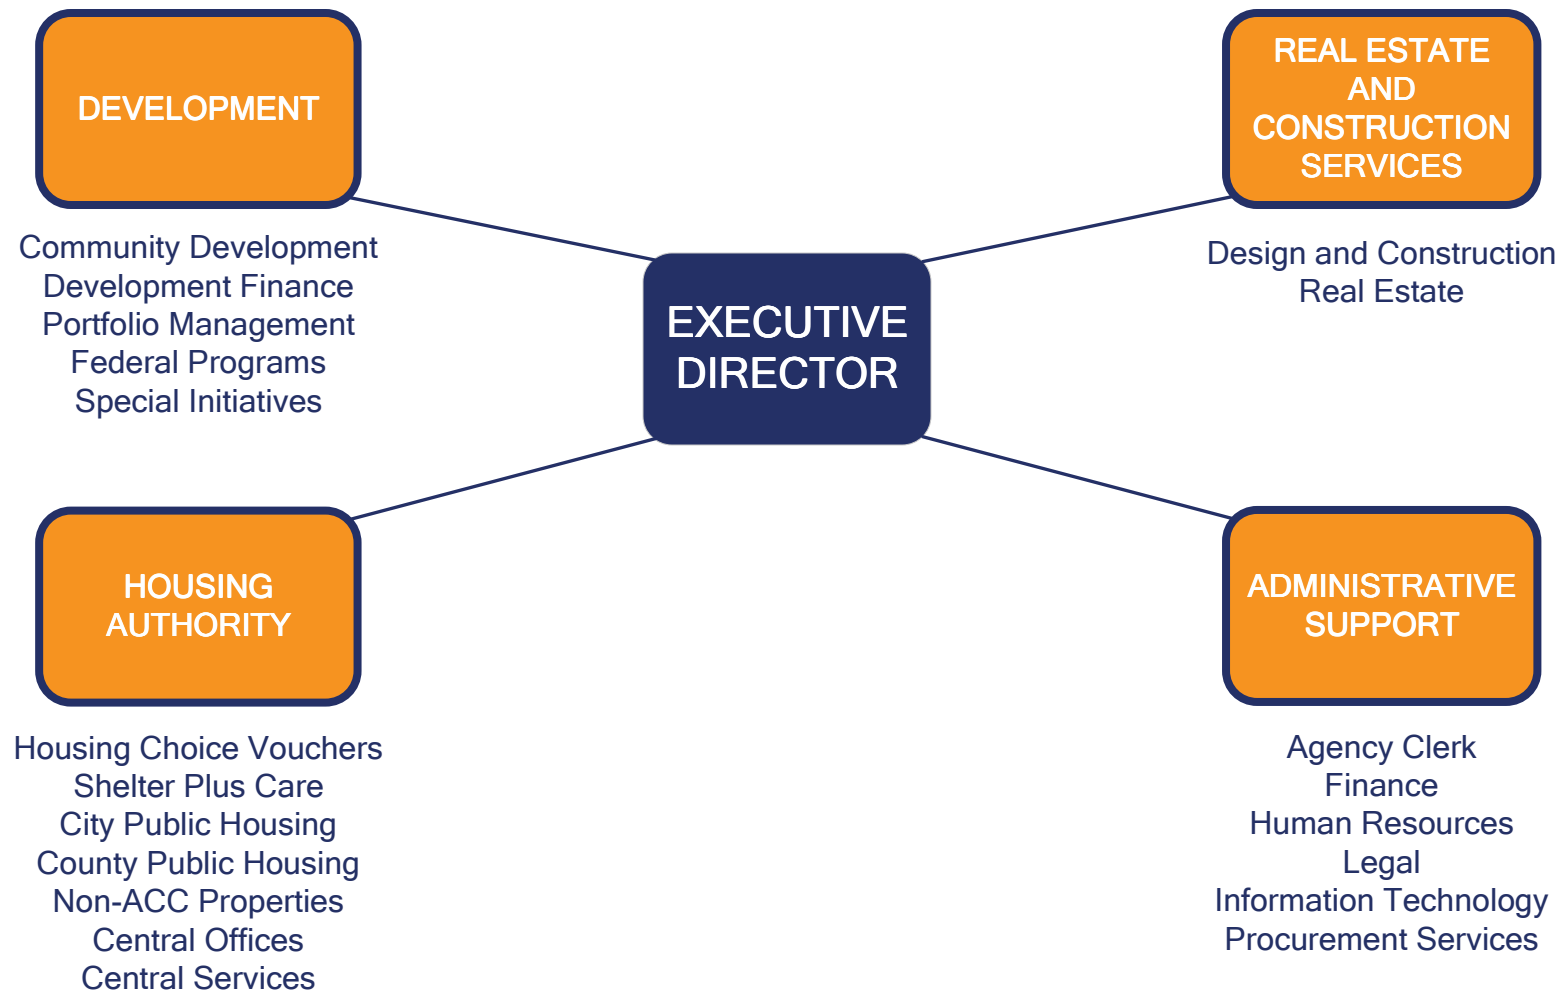 DEVELOPMENT
Community Development
Development Finance
Portfolio Management
Federal Programs
Special Initiatives
REAL ESTATE
AND
CONSTRUCTION
SERVICES
Design and Construction
Real Estate
EXECUTIVE
DIRECTOR
HOUSING
AUTHORITY
Housing Choice Vouchers
Shelter Plus Care
City Public Housing
County Public Housing
Non-ACC Properties
Central Offices
Central Services
ADMINISTRATIVE
SUPPORT
Agency Clerk
Finance
Human Resources
Legal
Information Technology
Procurement Services